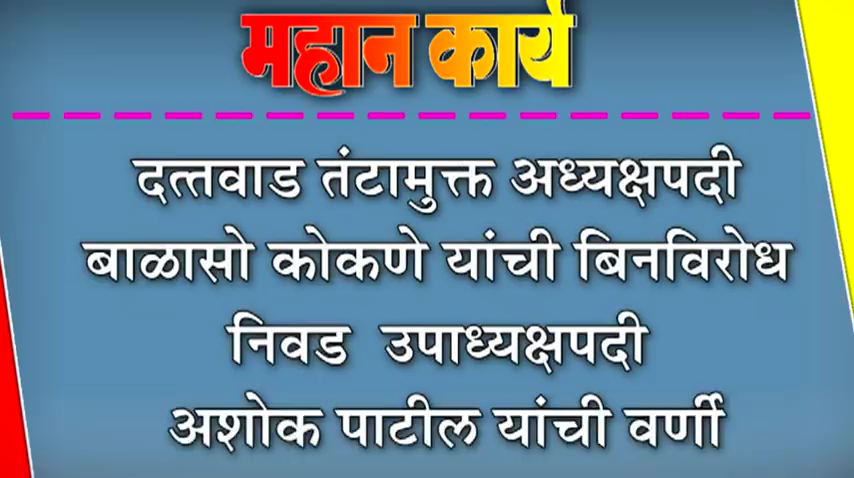 महान कार्य
दत्तवाड तंटामुक्त अध्यक्षपदी
बाळासो कोकणे यांची बिनविरोध
निवड उपाध्यक्षपदी
अशोक पाटील यांची वर्णी